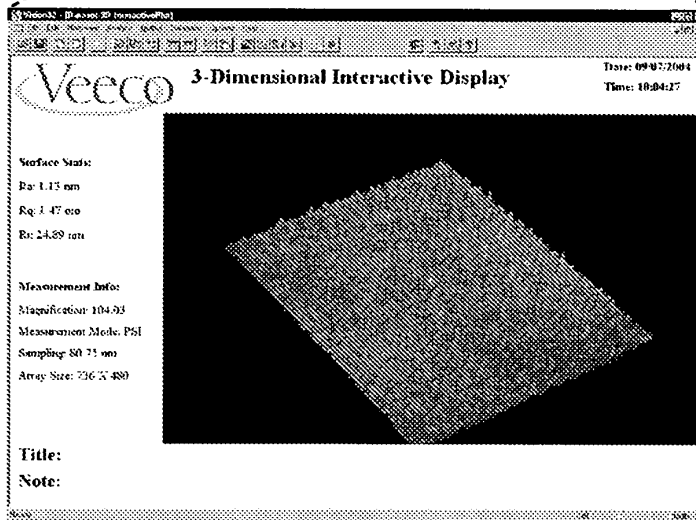 Veeco
3-Dimensional Interactive Display
Date: 09/07/2004
Time: 10:04:27
Surface Stats:
Ra: 1.13 nm
Rq: 1.47 nm
Rt: 24.89 nm
Measurement Info:
Magnification: 104.03
Measurement Mode: PSI
Sampling: 80.75 nm
Array Size: 736 X 480
Title:
Note: